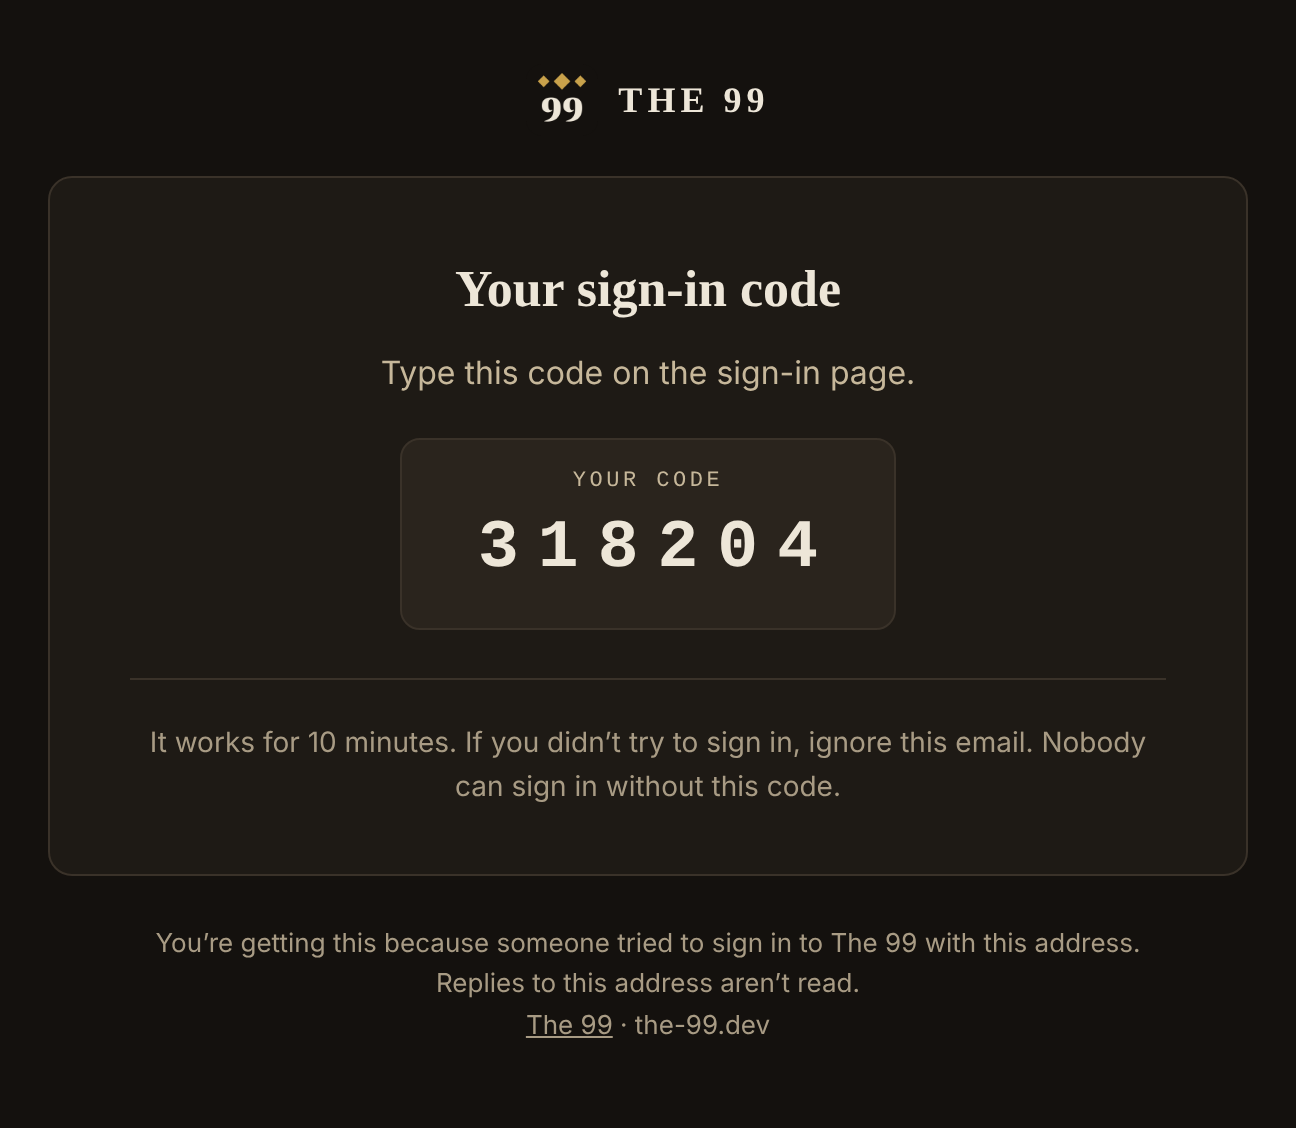 99 THE 99
Your sign-in code
Type this code on the sign-in page.
YOUR CODE
318204
It works for 10 minutes. If you didn’t try to sign in, ignore this email. Nobody
can sign in without this code.
You’re getting this because someone tried to sign in to The 99 with this address.
Replies to this address aren’t read.
The 99 · the-99.dev